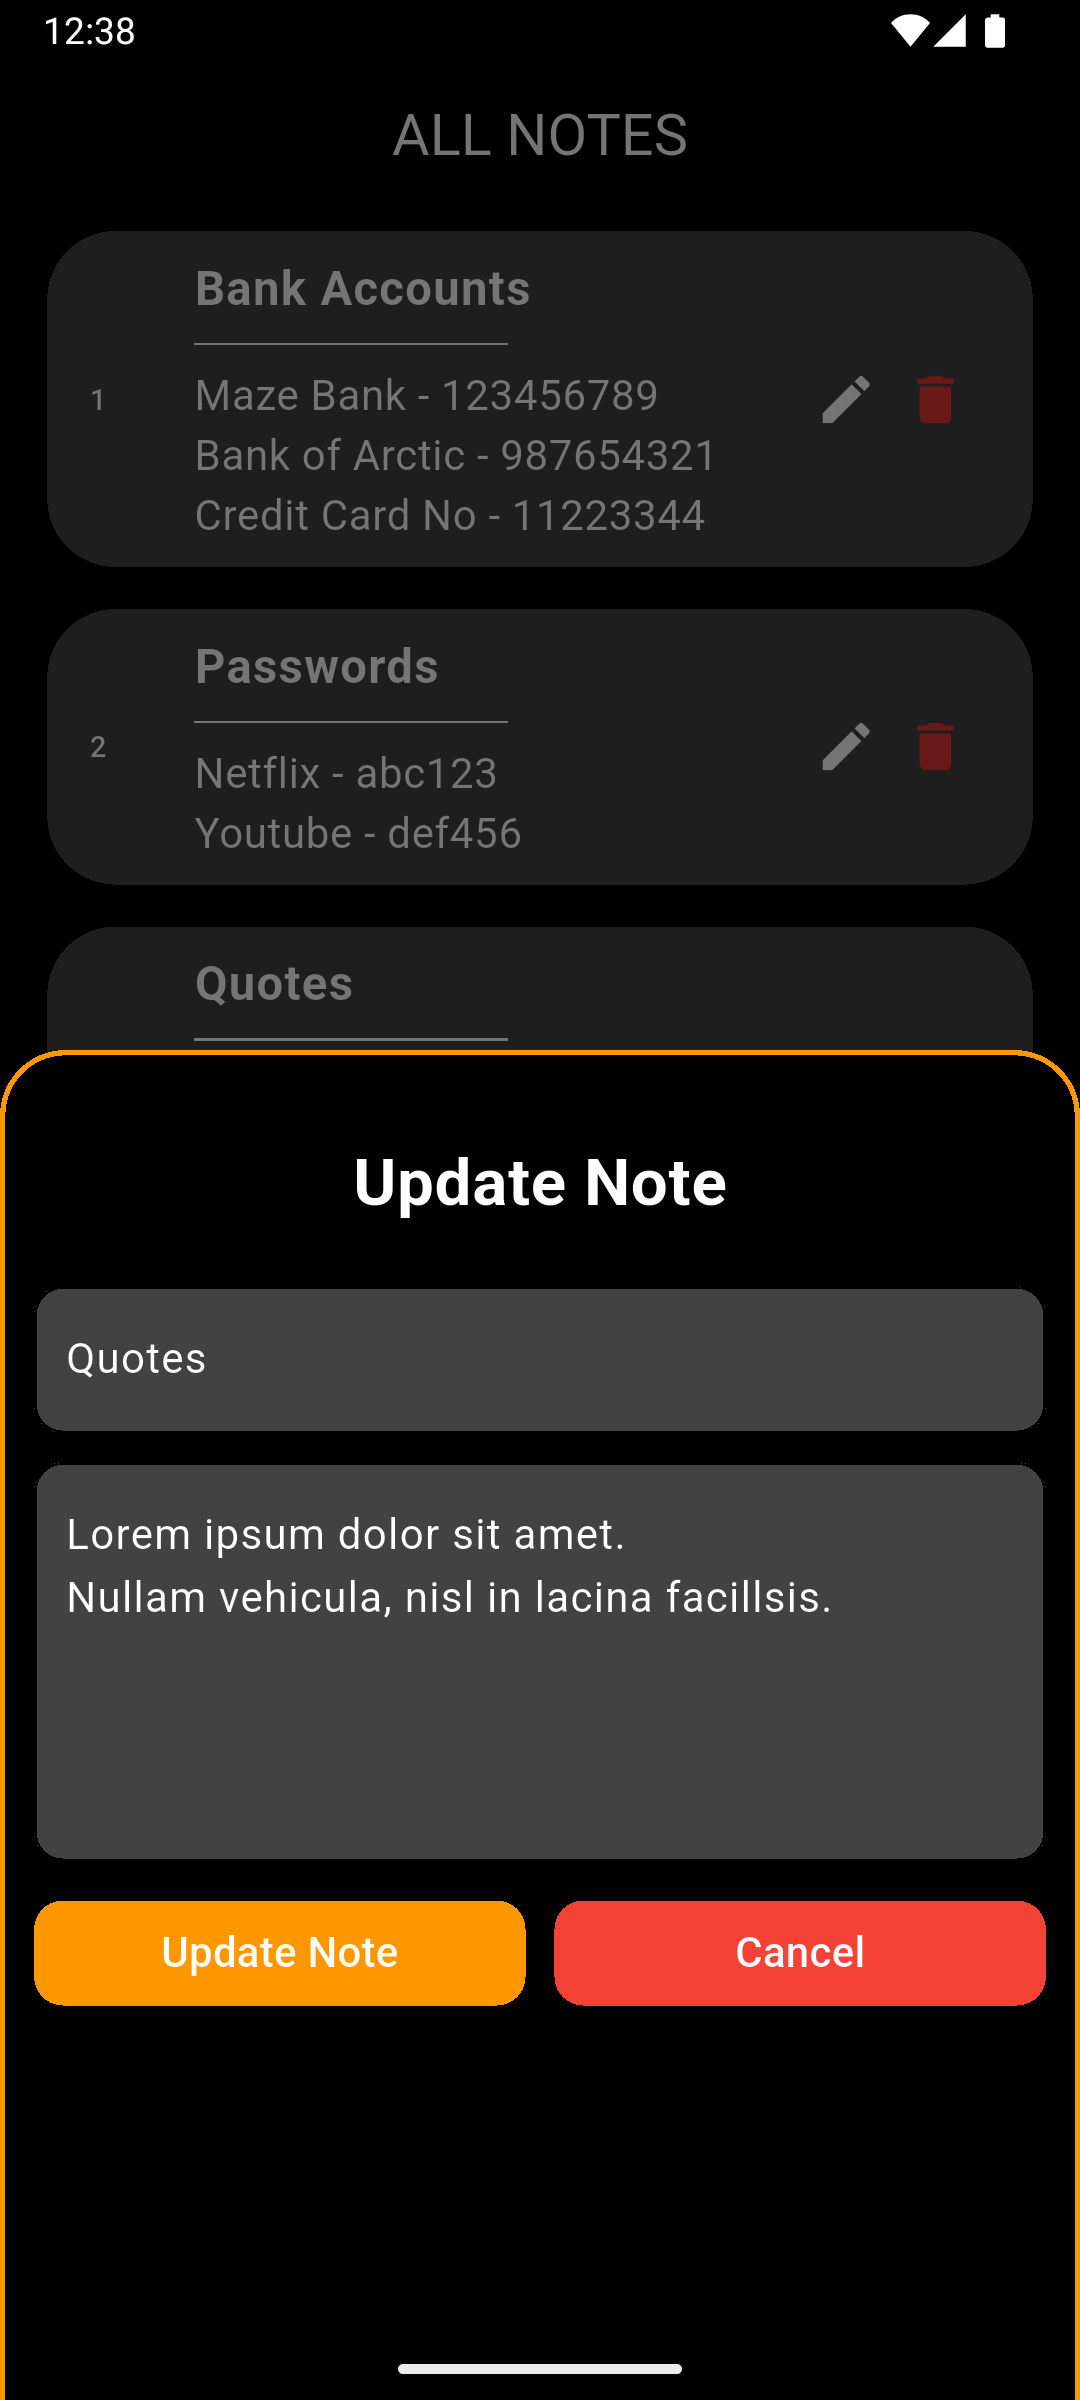 12:38
ALL NOTES
Bank Accounts
1
Maze Bank - 123456789
Bank of Arctic - 987654321
Credit Card No - 11223344
Passwords
2
Netflix - abc123
Youtube - def456
Quotes
Update Note
Quotes
Lorem ipsum dolor sit amet.
Nullam vehicula, nisl in lacina facillsis.
Update Note
Cancel